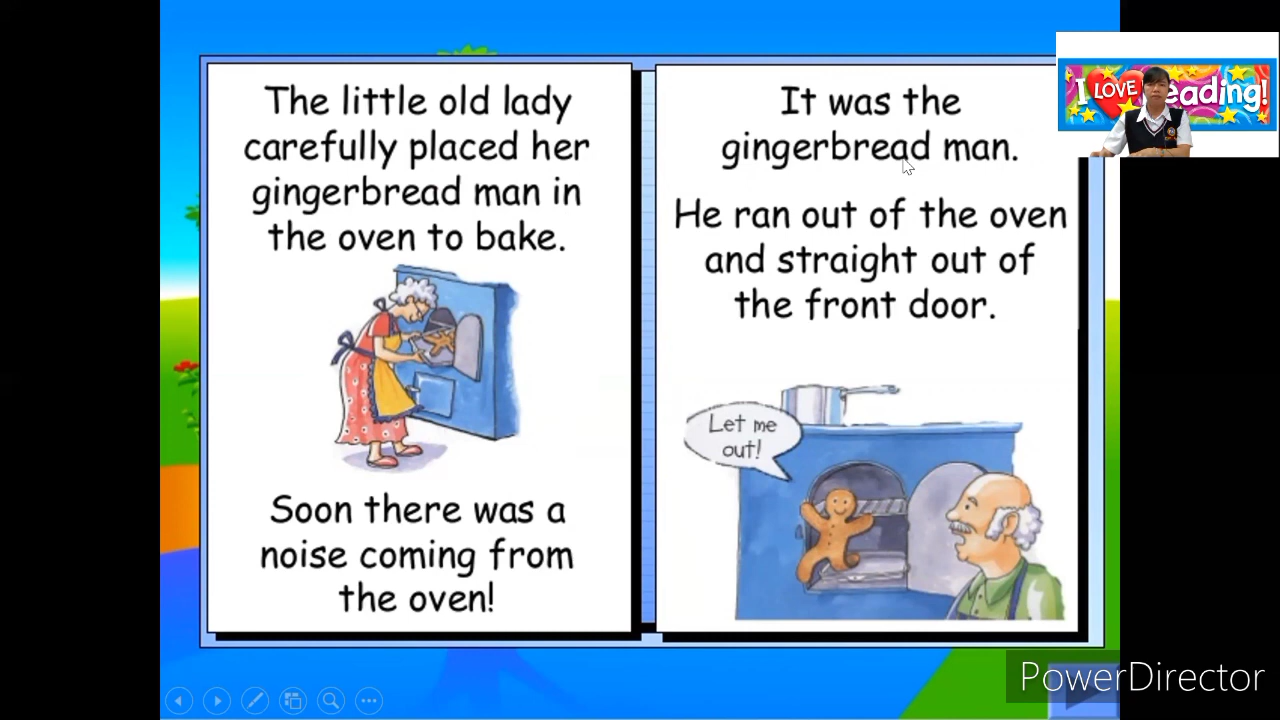 The little old lady
carefully placed her
gingerbread man in
the oven to bake.
Soon there was a
noise coming from
the oven!
It was the
gingerbread man.
He ran out of the oven
and straight out of
the front door.
Let me
out!
I LOVE eading!
PowerDirector